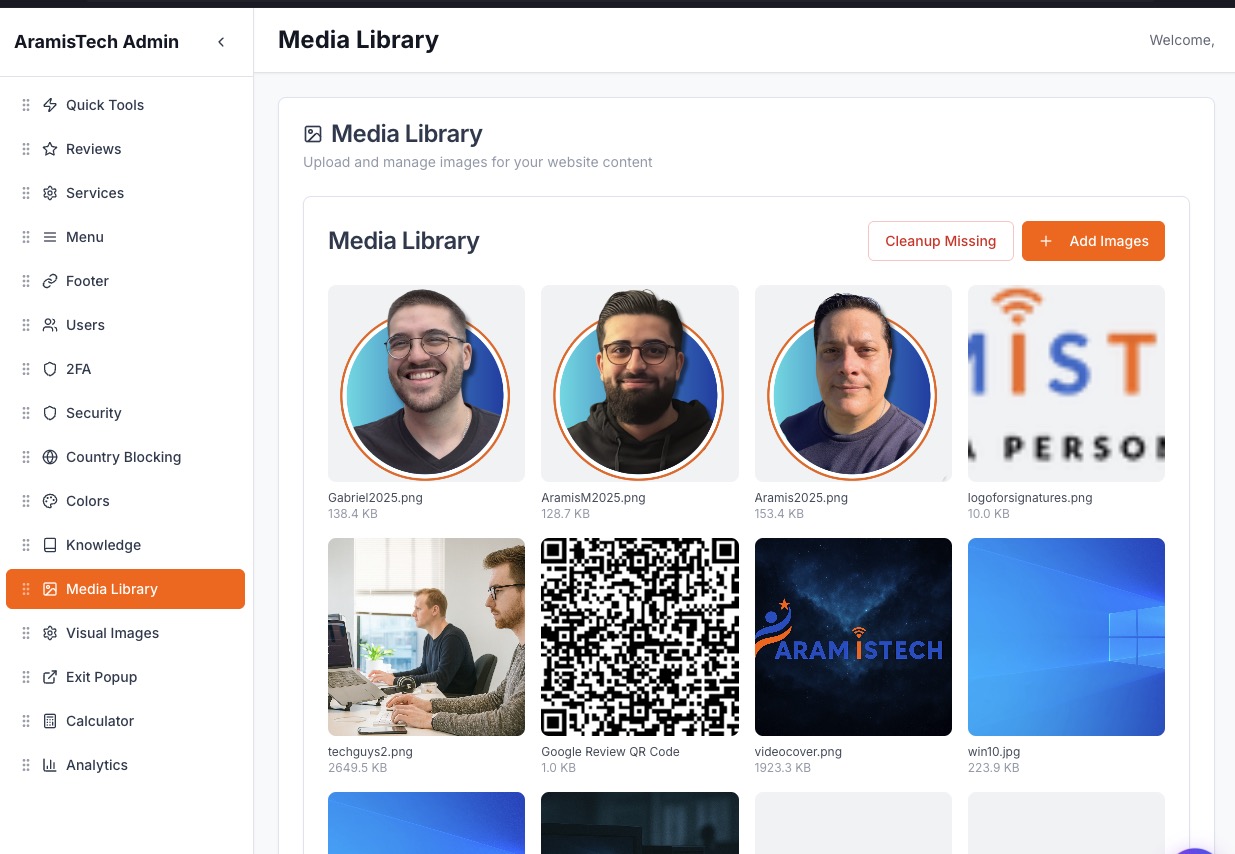 AramisTech Admin
Media Library
Welcome,
Quick Tools
Reviews
Services
Menu
Footer
Users
2FA
Security
Country Blocking
Colors
Knowledge
Media Library
Visual Images
Exit Popup
Calculator
Analytics
Media Library
Upload and manage images for your website content
Media Library
Cleanup Missing
Add Images
Gabriel2025.png
138.4 KB
AramisM2025.png
128.7 KB
Aramis2025.png
153.4 KB
IST
PERSON
logoforsignatures.png
10.0 KB
techguys2.png
2649.5 KB
Google Review QR Code
1.0 KB
ARAMISTECH
videocover.png
1923.3 KB
win10.jpg
223.9 KB